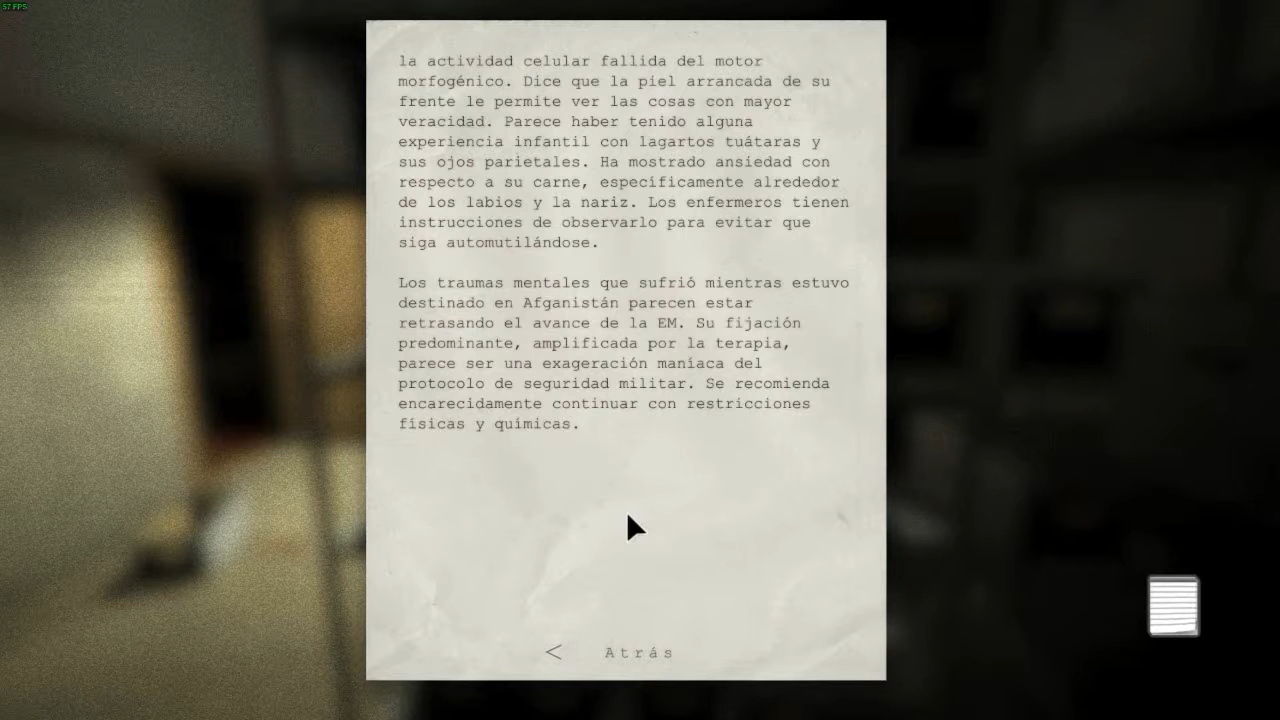 57 FPS
la actividad celular fallida del motor
morfogénico. Dice que la piel arrancada de su
frente le permite ver las cosas con mayor
veracidad. Parece haber tenido alguna
experiencia infantil con lagartos tuátaras y
sus ojos parietales. Ha mostrado ansiedad con
respecto a su carne, específicamente alrededor
de los labios y la nariz. Los enfermeros tienen
instrucciones de observarlo para evitar que
siga automutilándose.
Los traumas mentales que sufrió mientras estuvo
destinado en Afganistán parecen estar
retrasando el avance de la EM. Su fijación
predominante, amplificada por la terapia,
parece ser una exageración maníaca del
protocolo de seguridad militar. Se recomienda
encarecidamente continuar con restricciones
físicas y químicas.
< Atrás